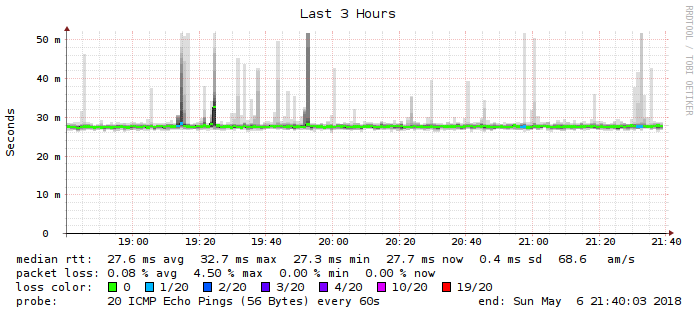 Last 3 Hours
RRDTOOL / TOBI OETIKER
Seconds
50 m
40 m
30 m
20 m
10 m
0
19:00 19:20 19:40 20:00 20:20 20:40 21:00 21:20 21:40
median rtt: 27.6 ms avg 32.7 ms max 27.3 ms min 27.7 ms now 0.4 ms sd 68.6 am/s
packet loss: 0.08 % avg 4.50 % max 0.00 % min 0.00 % now
loss color: 0 1/20 2/20 3/20 4/20 10/20 19/20
probe: 20 ICMP Echo Pings (56 Bytes) every 60s end: Sun May 6 21:40:03 2018